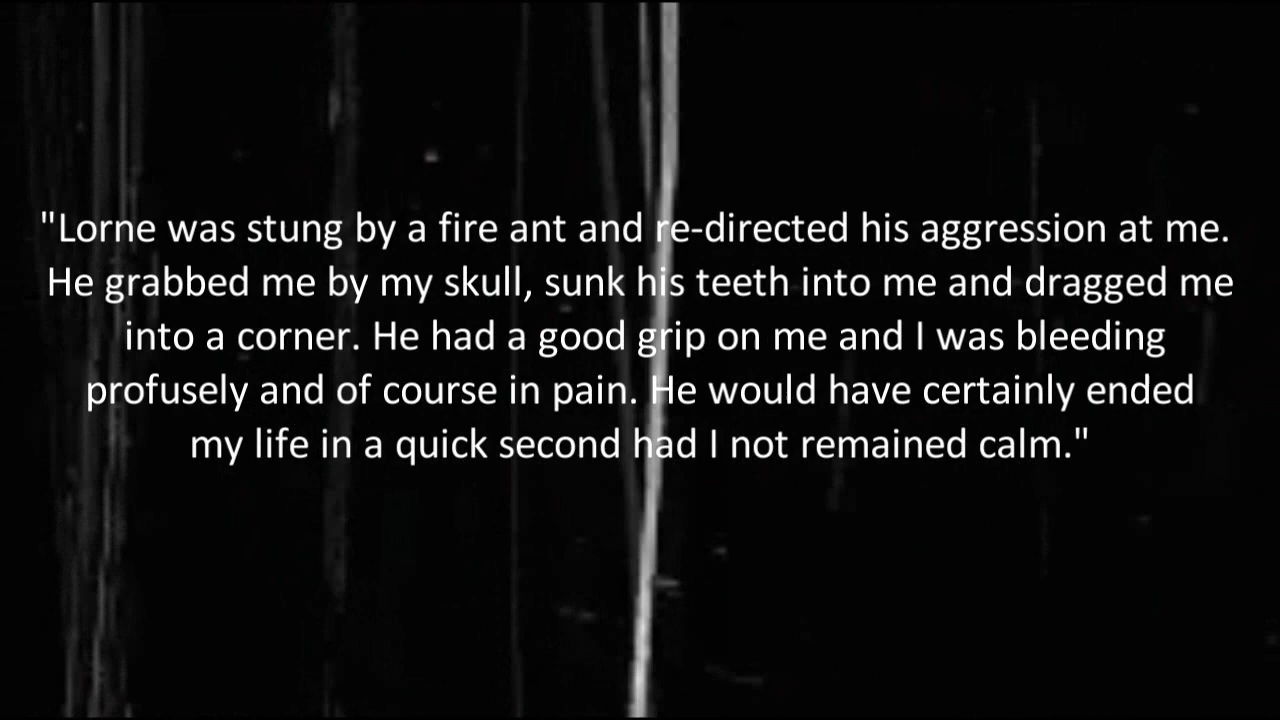 "Lorne was stung by a fire ant and re-directed his aggression at me.
He grabbed me by my skull, sunk his teeth into me and dragged me
into a corner. He had a good grip on me and I was bleeding
profusely and of course in pain. He would have certainly ended
my life in a quick second had I not remained calm."